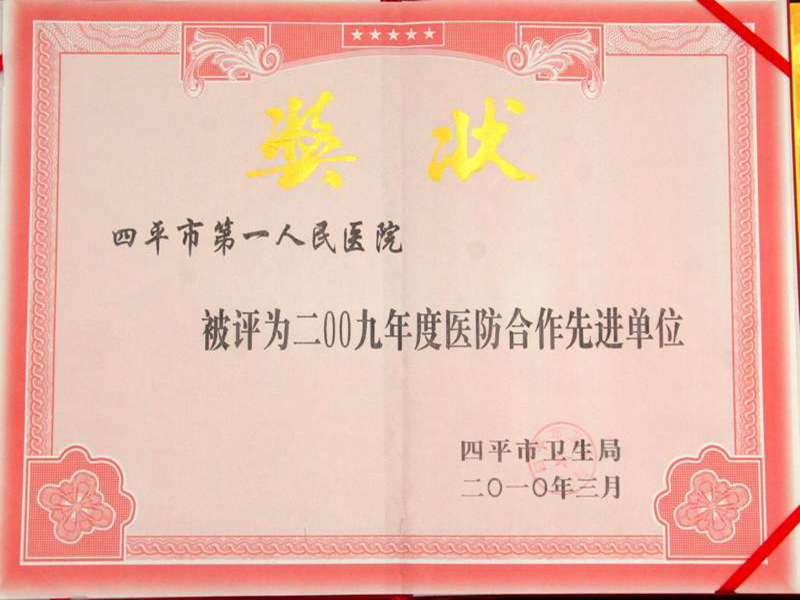 奖状
四平市第一人民医院
被评为二00九年度医防合作先进单位
四平市卫生局
二〇一〇年三月